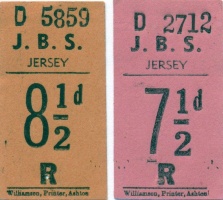 D 5859
J. B. S.
JERSEY
8 1/2 d
R
Williamson, Printer, Ashton
D 2712
J. B. S.
JERSEY
7 1/2 d
R
Williamson, Printer, Ashton